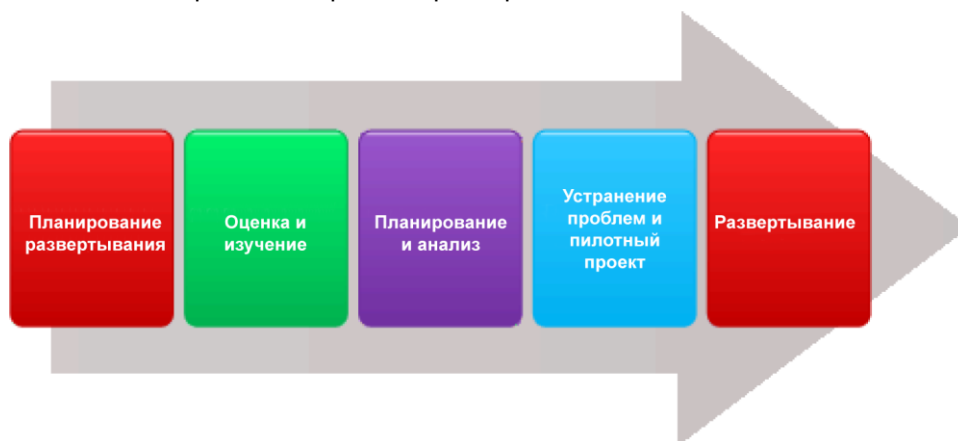 Планирование
развертывания
Оценка и
изучение
Планирование
и анализ
Устранение
проблем и
пилотный
проект
Развертывание